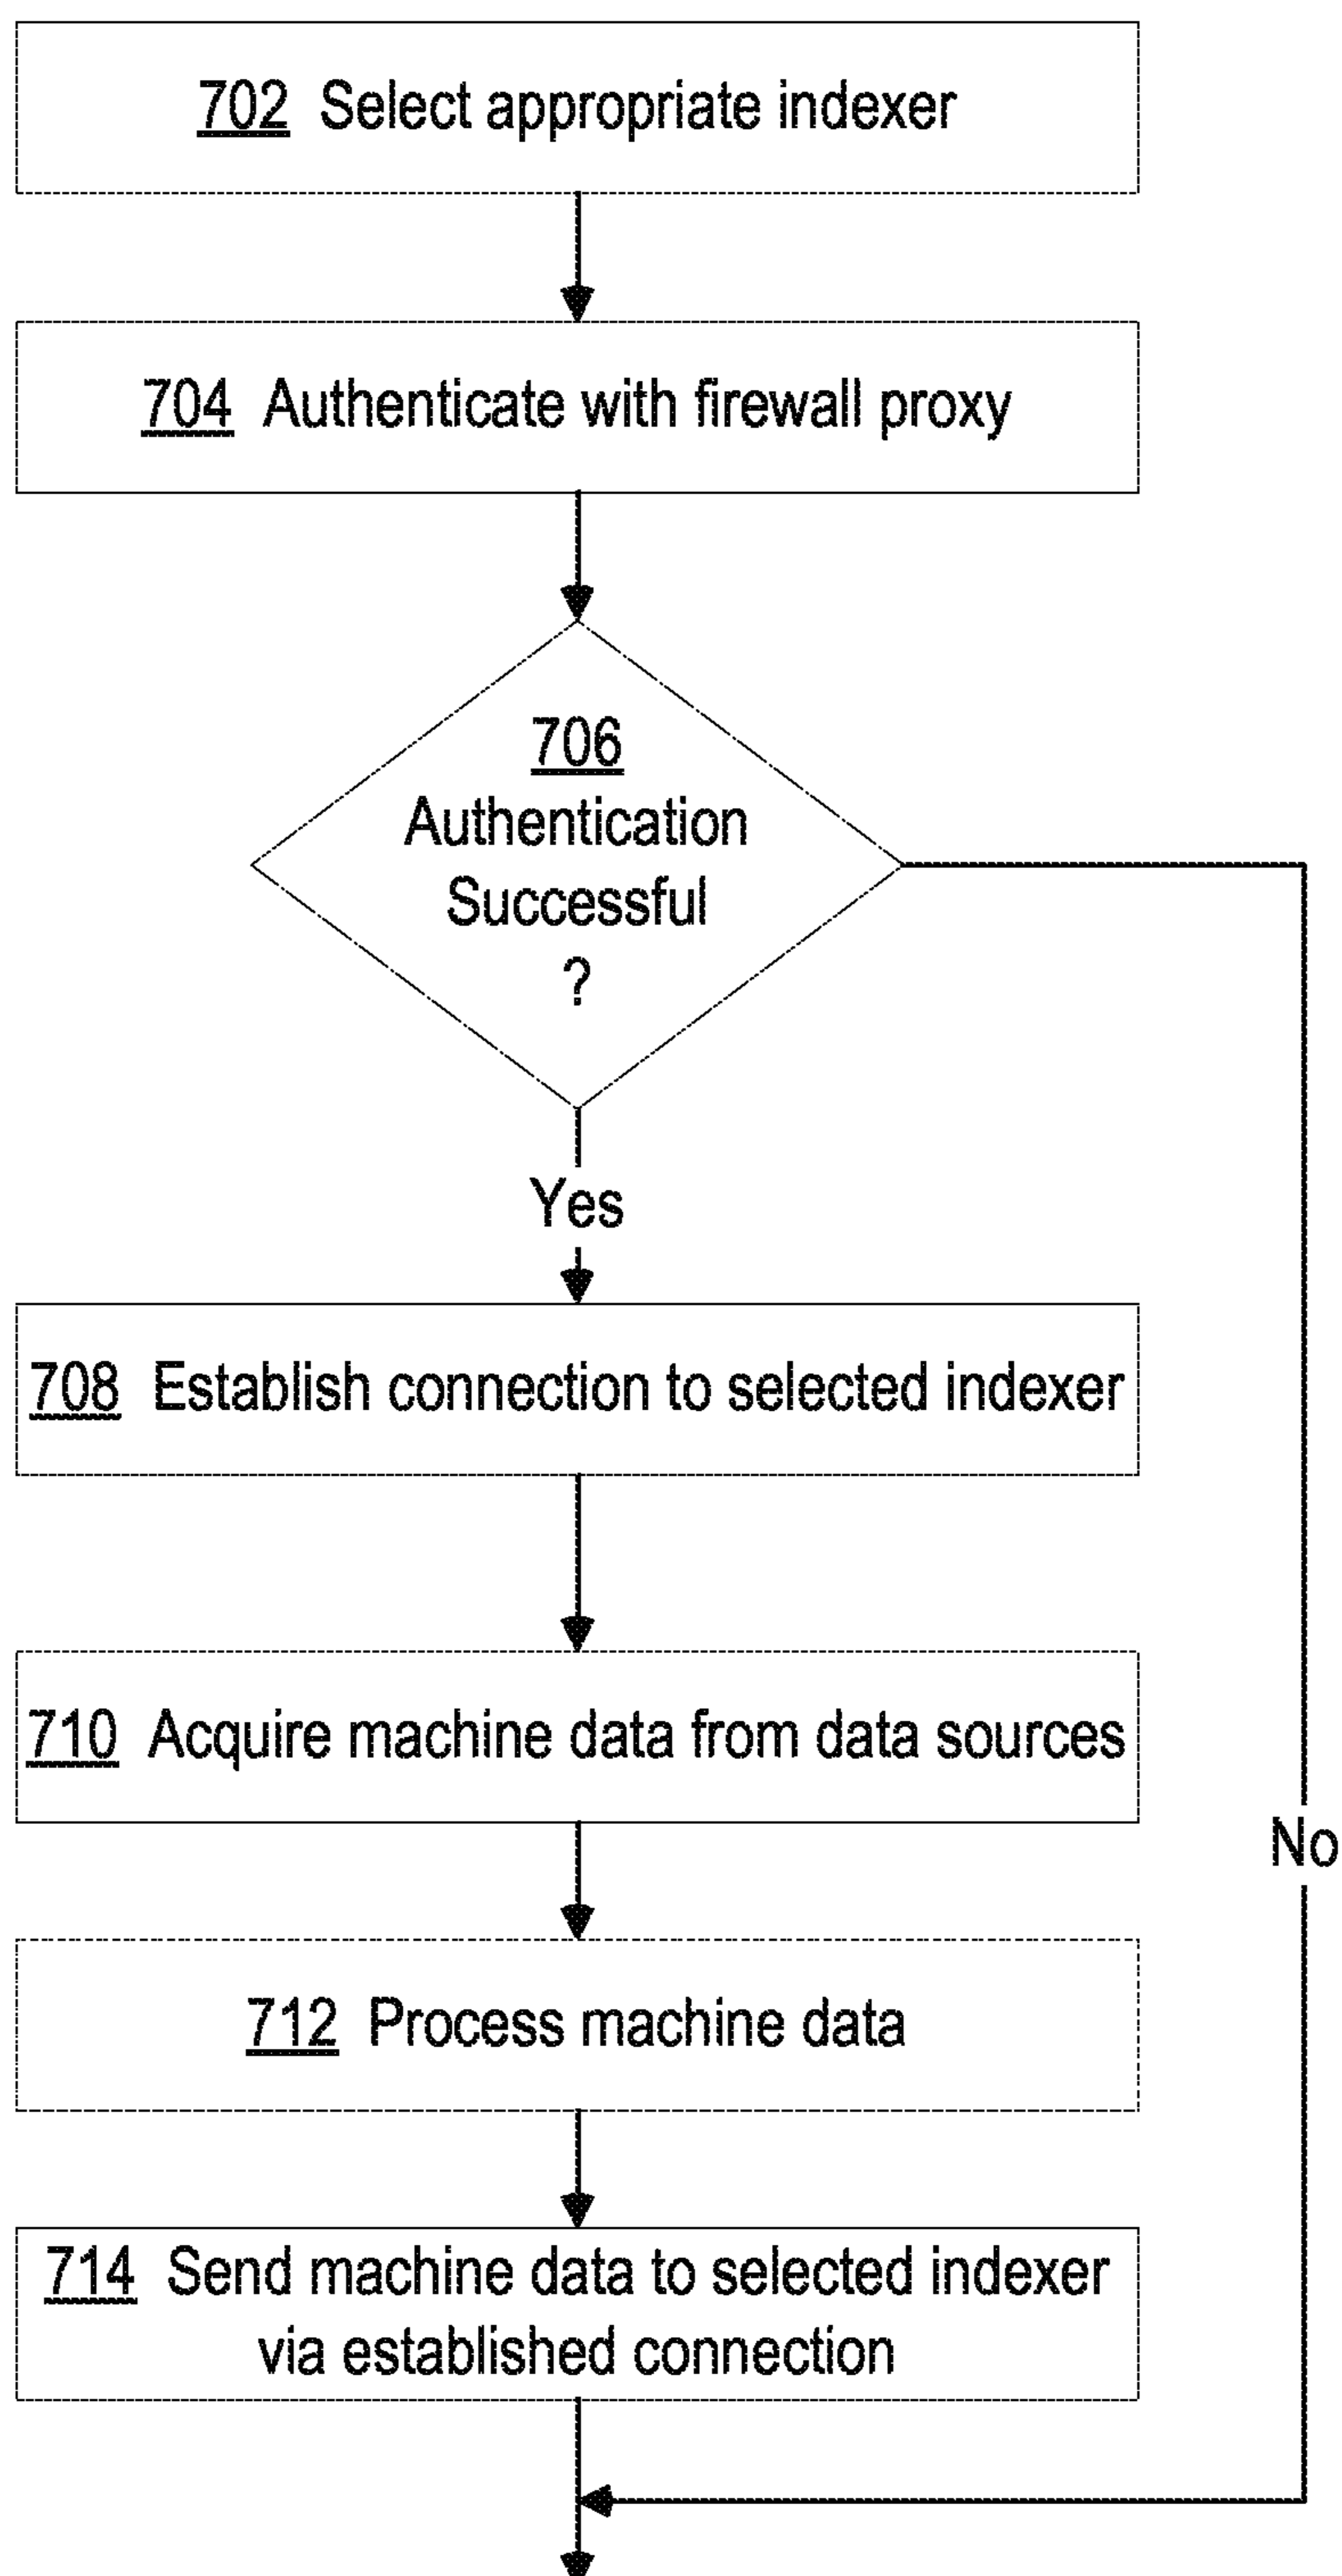 702 Select appropriate indexer
704 Authenticate with firewall proxy
706
Authentication
Successful
?
Yes
708 Establish connection to selected indexer
710 Acquire machine data from data sources
No
712 Process machine data
714 Send machine data to selected indexer
via established connection